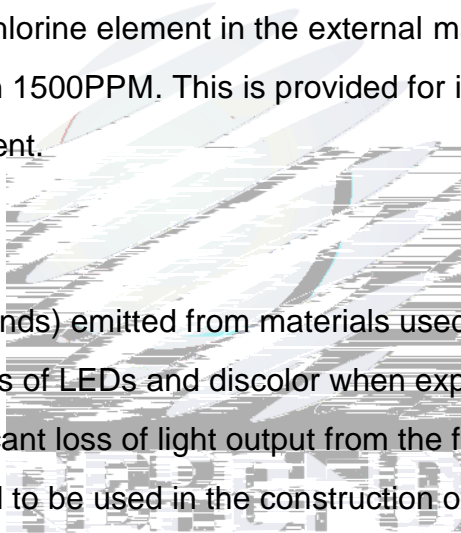 hlorine element in the external m
1500PPM. This is provided for i
ent.
nds) emitted from materials used
s of LEDs and discolor when exp
cant loss of light output from the f
to be used in the construction o